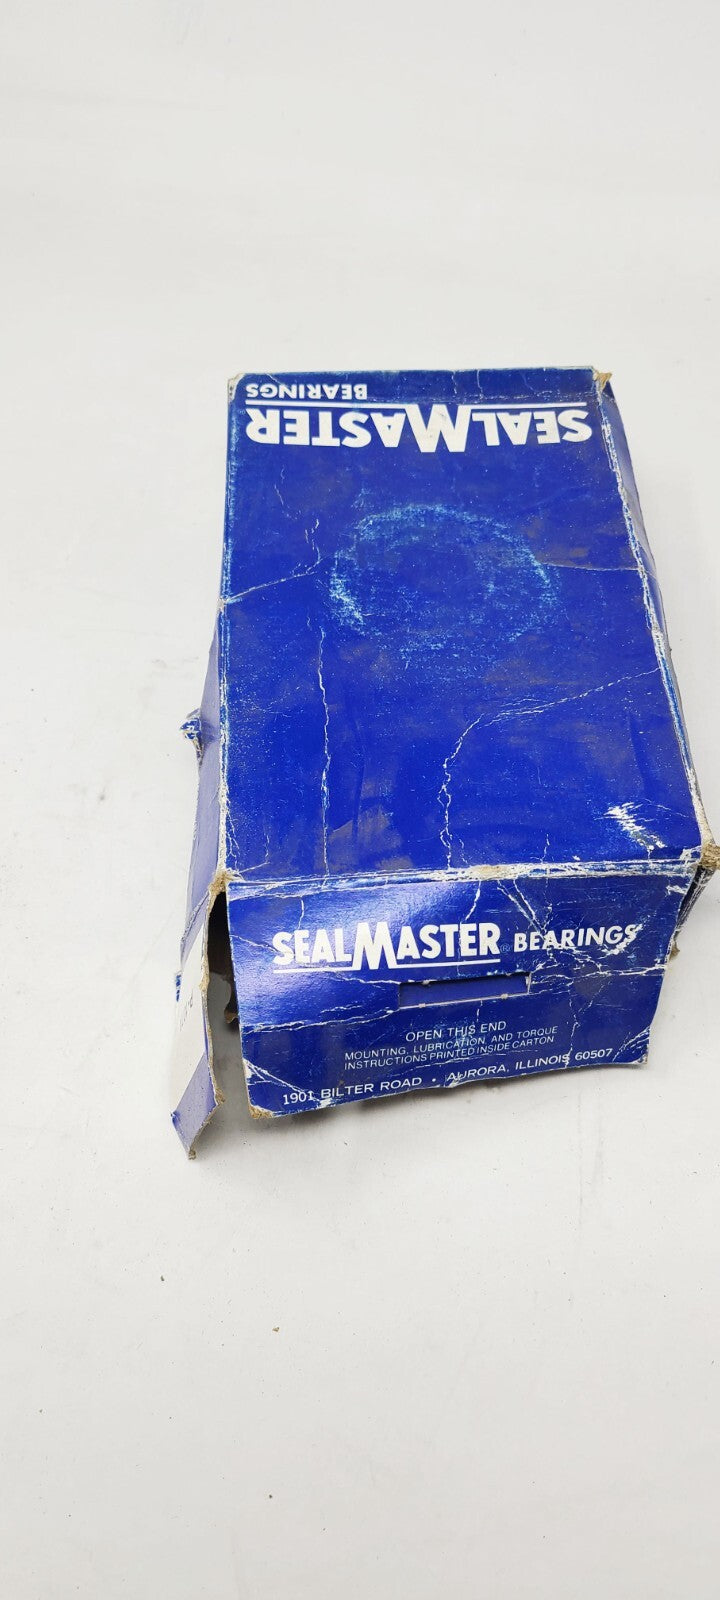 SEALMASTER
BEARINGS
SEALMASTER® BEARINGS
OPEN THIS END
MOUNTING, LUBRICATION, AND TORQUE
INSTRUCTIONS PRINTED INSIDE CARTON
1901 BILTER ROAD • AURORA, ILLINOIS 60507